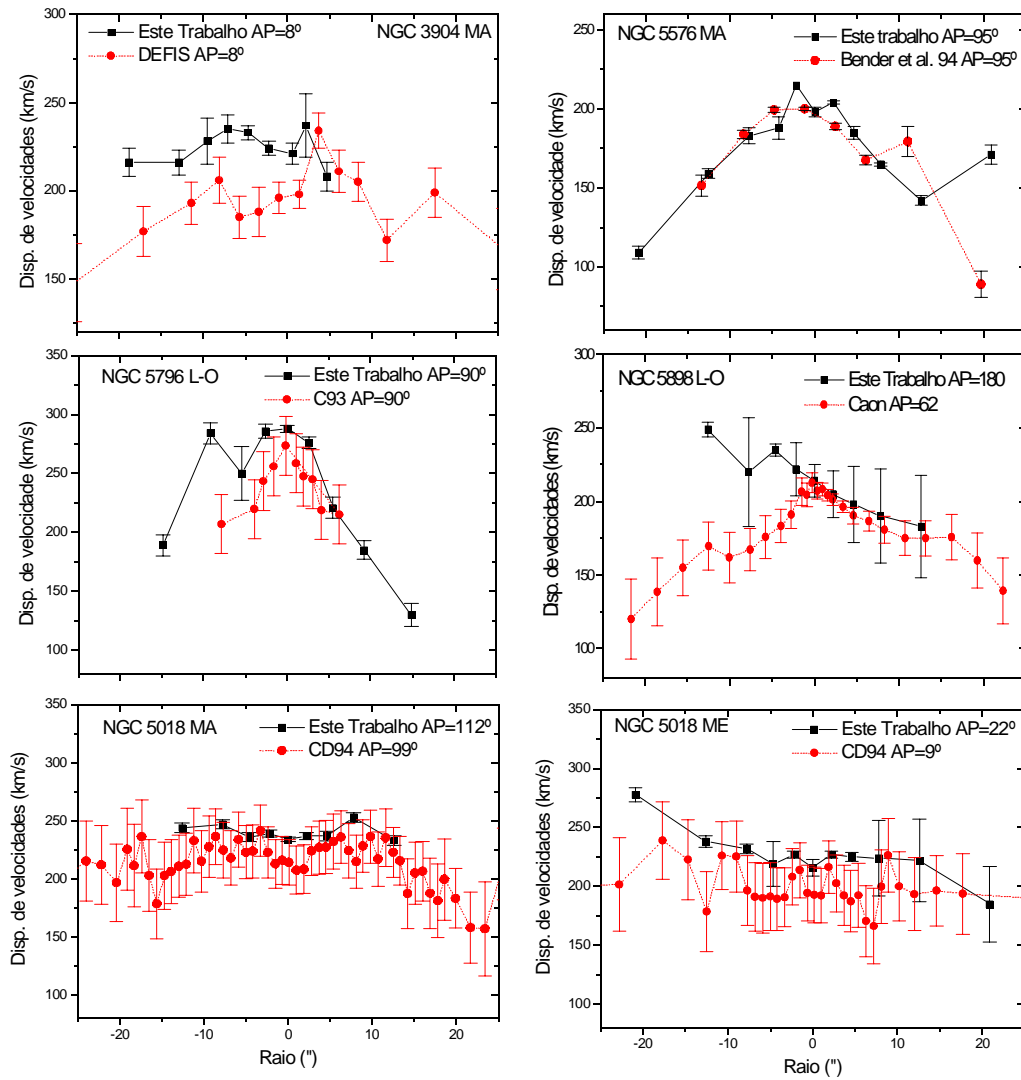 300
250
200
150
Disp. de velocidades (km/s)
Este Trabalho AP=8º
DEFIS AP=8º
NGC 3904 MA
250
200
150
100
Disp. de velocidade (km/s)
NGC 5576 MA
Este trabalho AP=95º
Bender et al. 94 AP=95º
350
300
250
200
150
100
Disp. de velocidade (km/s)
NGC 5796 L-O
Este Trabalho AP=90º
C93 AP=90º
300
250
200
150
100
Disp. de velocidades (km/s)
NGC 5898 L-O
Este Trabalho AP=180
Caon AP=62
350
300
250
200
150
100
Disp. de velocidades (km/s)
NGC 5018 MA
Este Trabalho AP=112º
CD94 AP=99º
-20 -10 0 10 20
Raio (")
350
300
250
200
150
100
Disp. de velocidades (km/s)
NGC 5018 ME
Este Trabalho AP=22º
CD94 AP=9º
-20 -10 0 10 20
Raio (")